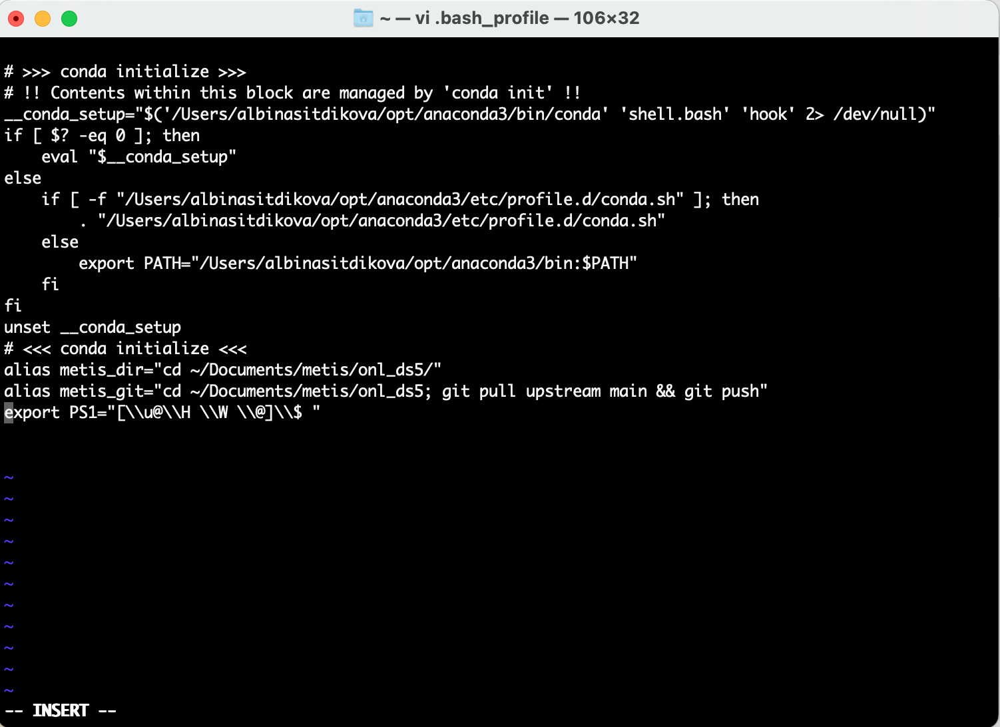 ~ — vi .bash_profile — 106×32
# >>> conda initialize >>>
# !! Contents within this block are managed by 'conda init' !!
__conda_setup="$('/Users/albinasitdikova/opt/anaconda3/bin/conda' 'shell.bash' 'hook' 2> /dev/null)"
if [ $? -eq 0 ]; then
    eval "$__conda_setup"
else
    if [ -f "/Users/albinasitdikova/opt/anaconda3/etc/profile.d/conda.sh" ]; then
        . "/Users/albinasitdikova/opt/anaconda3/etc/profile.d/conda.sh"
    else
        export PATH="/Users/albinasitdikova/opt/anaconda3/bin:$PATH"
    fi
fi
unset __conda_setup
# <<< conda initialize <<<
alias metis_dir="cd ~/Documents/metis/onl_ds5/"
alias metis_git="cd ~/Documents/metis/onl_ds5; git pull upstream main && git push"
export PS1="[\\u@\\H \\W \\@]\\$ "
~
~
~
~
~
~
~
~
~
~
~
-- INSERT --